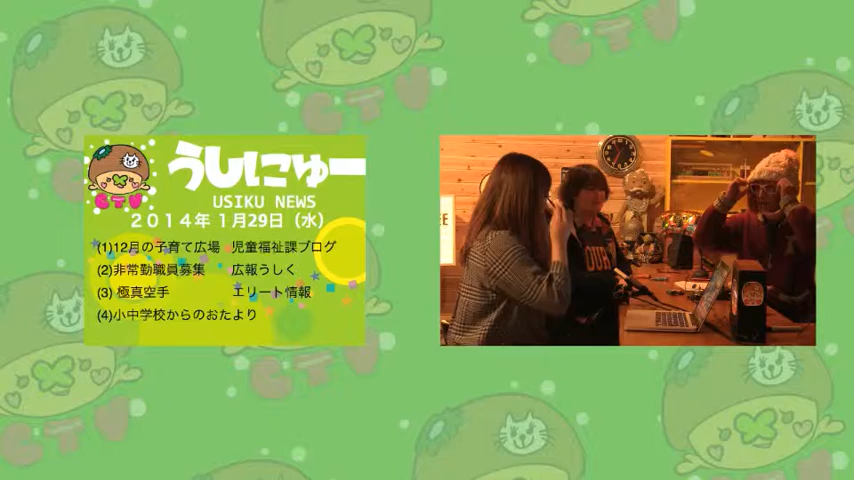 うしにゅー
USIKU NEWS
2014年 1月29日（水）
(1)12月の子育て広場 児童福祉課ブログ
(2)非常勤職員募集 広報うしく
(3) 極真空手 エリート情報
(4)小中学校からのおたより
GTV